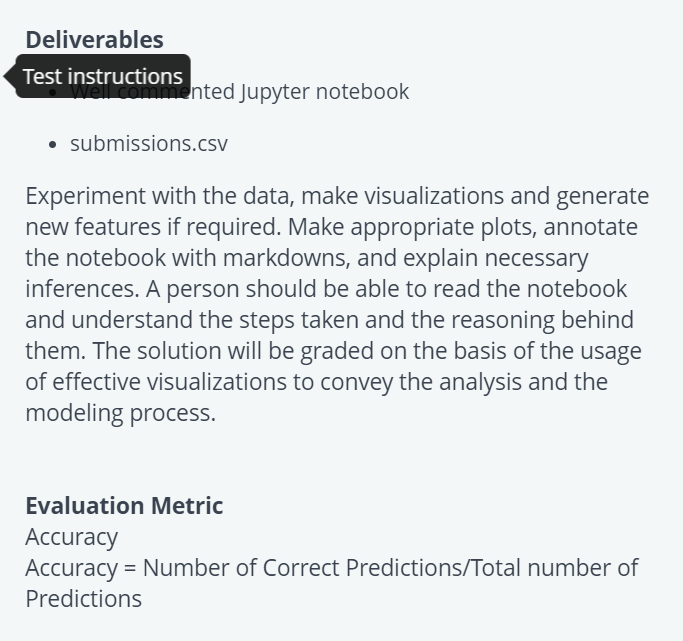 Deliverables
Test instructions
• Well commented Jupyter notebook
• submissions.csv
Experiment with the data, make visualizations and generate
new features if required. Make appropriate plots, annotate
the notebook with markdowns, and explain necessary
inferences. A person should be able to read the notebook
and understand the steps taken and the reasoning behind
them. The solution will be graded on the basis of the usage
of effective visualizations to convey the analysis and the
modeling process.
Evaluation Metric
Accuracy
Accuracy = Number of Correct Predictions/Total number of
Predictions